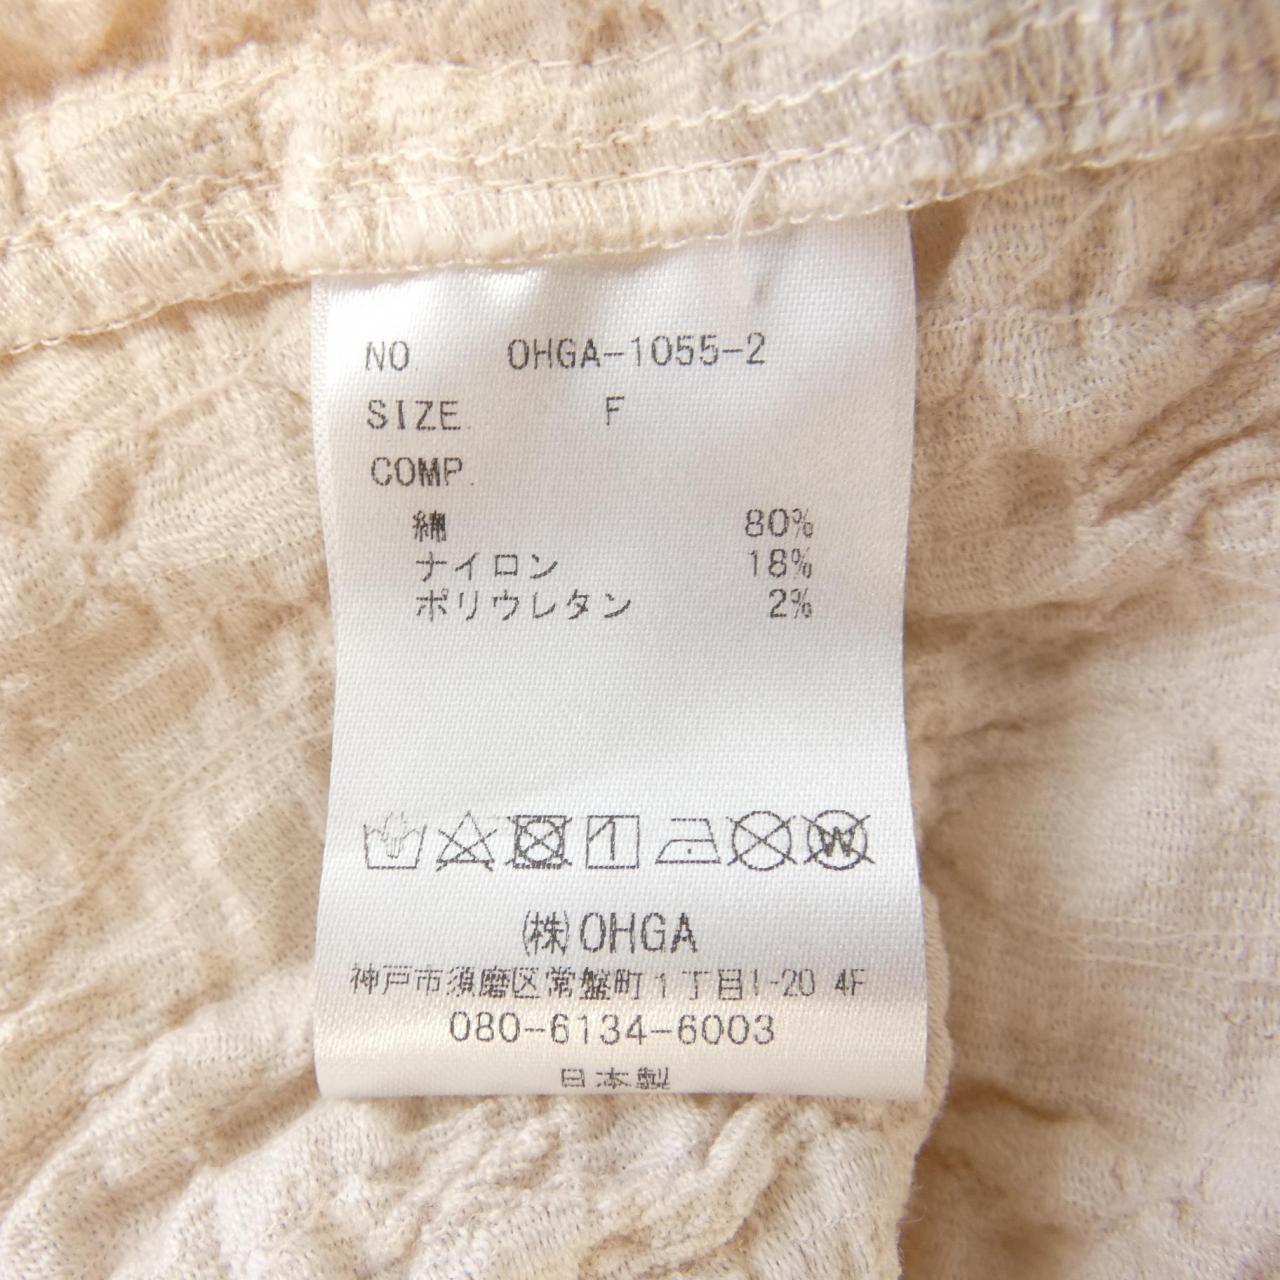 NO. OHGA-1055-2
SIZE. F
COMP.
綿 80%
ナイロン 18%
ポリウレタン 2%
W
㈱OHGA
神戸市須磨区常盤町1丁目1-20 4F
080-6134-6003
日本製